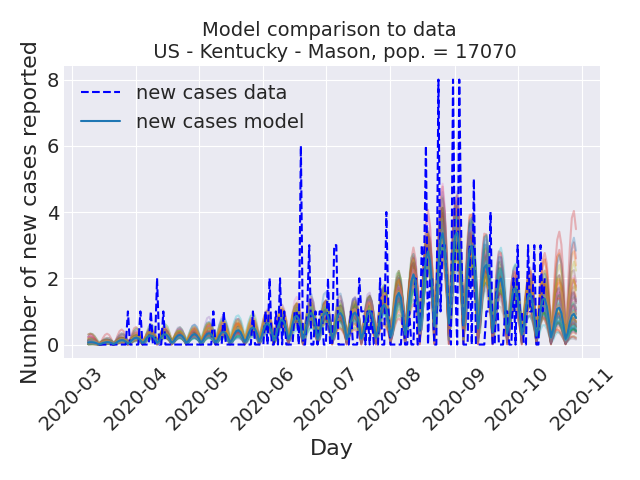 Model comparison to data
US - Kentucky - Mason, pop. = 17070
Number of new cases reported
8
6
4
2
0
new cases data
new cases model
2020-03
2020-04
2020-05
2020-06
2020-07
2020-08
2020-09
2020-10
2020-11
Day